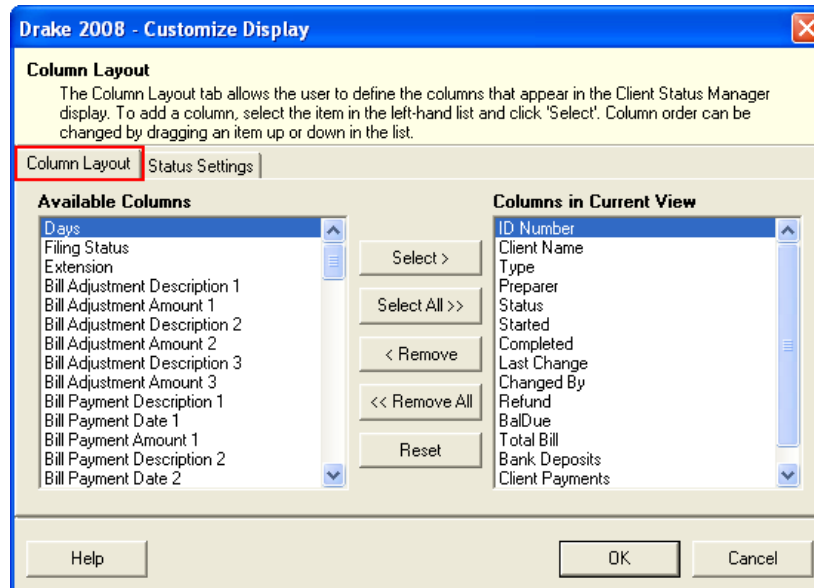 Drake 2008 - Customize Display
Column Layout
The Column Layout tab allows the user to define the columns that appear in the Client Status Manager
display. To add a column, select the item in the left-hand list and click 'Select'. Column order can be
changed by dragging an item up or down in the list.
Column Layout
Status Settings
Available Columns
Days
Filing Status
Extension
Bill Adjustment Description 1
Bill Adjustment Amount 1
Bill Adjustment Description 2
Bill Adjustment Amount 2
Bill Adjustment Description 3
Bill Adjustment Amount 3
Bill Payment Description 1
Bill Payment Date 1
Bill Payment Amount 1
Bill Payment Description 2
Bill Payment Date 2
Select >
Select All >>
< Remove
<< Remove All
Reset
Columns in Current View
ID Number
Client Name
Type
Preparer
Status
Started
Completed
Last Change
Changed By
Refund
BalDue
Total Bill
Bank Deposits
Client Payments
Help
OK
Cancel